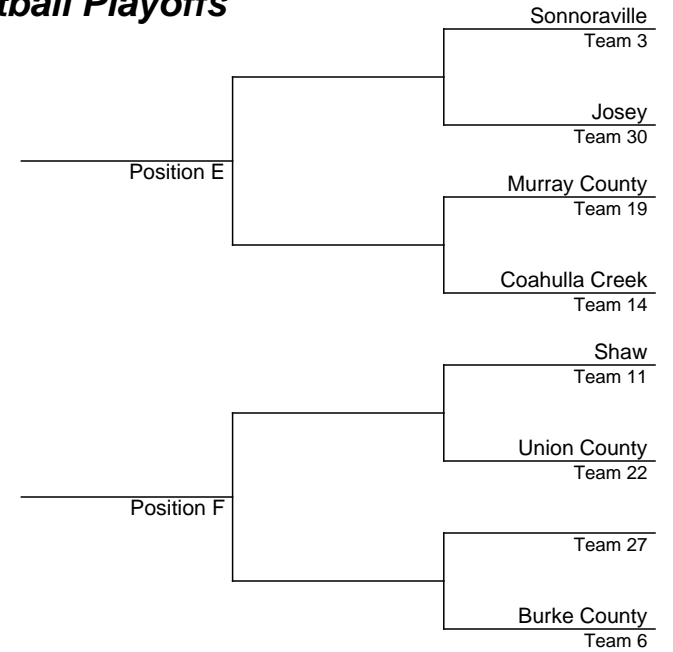 Playoffs
Sonnoraville
Team 3
Josey
Team 30
Position E
Murray County
Team 19
Coahulla Creek
Team 14
Shaw
Team 11
Union County
Team 22
Position F
Team 27
Burke County
Team 6